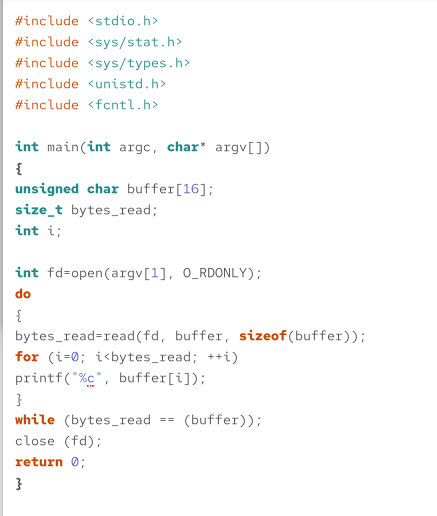 #include <stdio.h>
#include <sys/stat.h>
#include <sys/types.h>
#include <unistd.h>
#include <fcntl.h>
int main(int argc, char* argv[])
{
unsigned char buffer[16];
size_t bytes_read;
int i;
int fd=open(argv[1], O_RDONLY);
do
{
bytes_read=read(fd, buffer, sizeof(buffer));
for (i=0; i<bytes_read; ++i)
printf("%c", buffer[i]);
}
while (bytes_read == (buffer));
close (fd);
return 0;
}